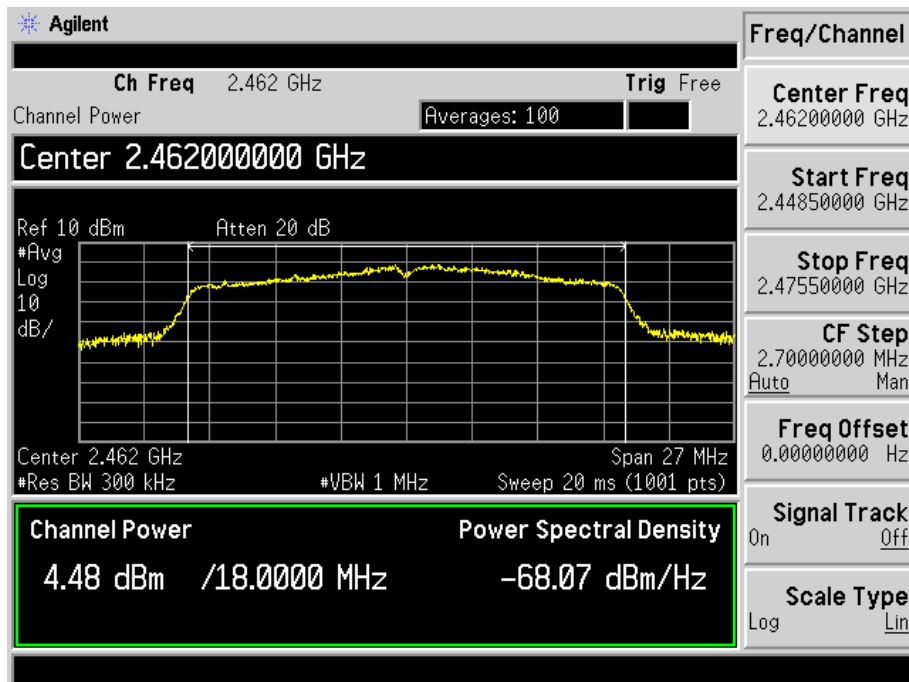 Agilent
Ch Freq 2.462 GHz Trig Free
Channel Power Averages: 100
Center 2.462000000 GHz
Ref 10 dBm Atten 20 dB
#Avg
Log
10
dB/
Center 2.462 GHz Span 27 MHz
#Res BW 300 kHz #VBW 1 MHz Sweep 20 ms (1001 pts)
Channel Power Power Spectral Density
4.48 dBm /18.0000 MHz -68.07 dBm/Hz
Freq/Channel
Center Freq
2.46200000 GHz
Start Freq
2.44850000 GHz
Stop Freq
2.47550000 GHz
CF Step
2.70000000 MHz
Auto Man
Freq Offset
0.00000000 Hz
Signal Track
On Off
Scale Type
Log Lin